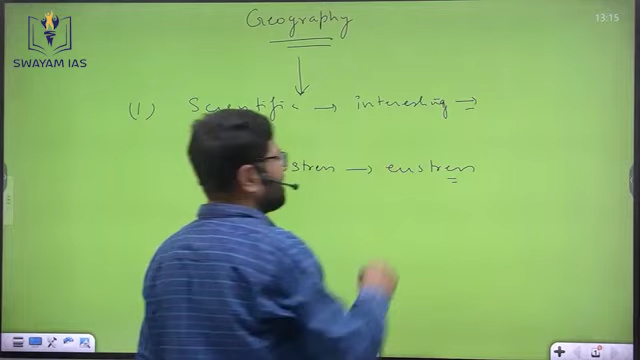 Geography
13:15
SWAYAM IAS
(1) Scientific → interesting →
stren → eustren